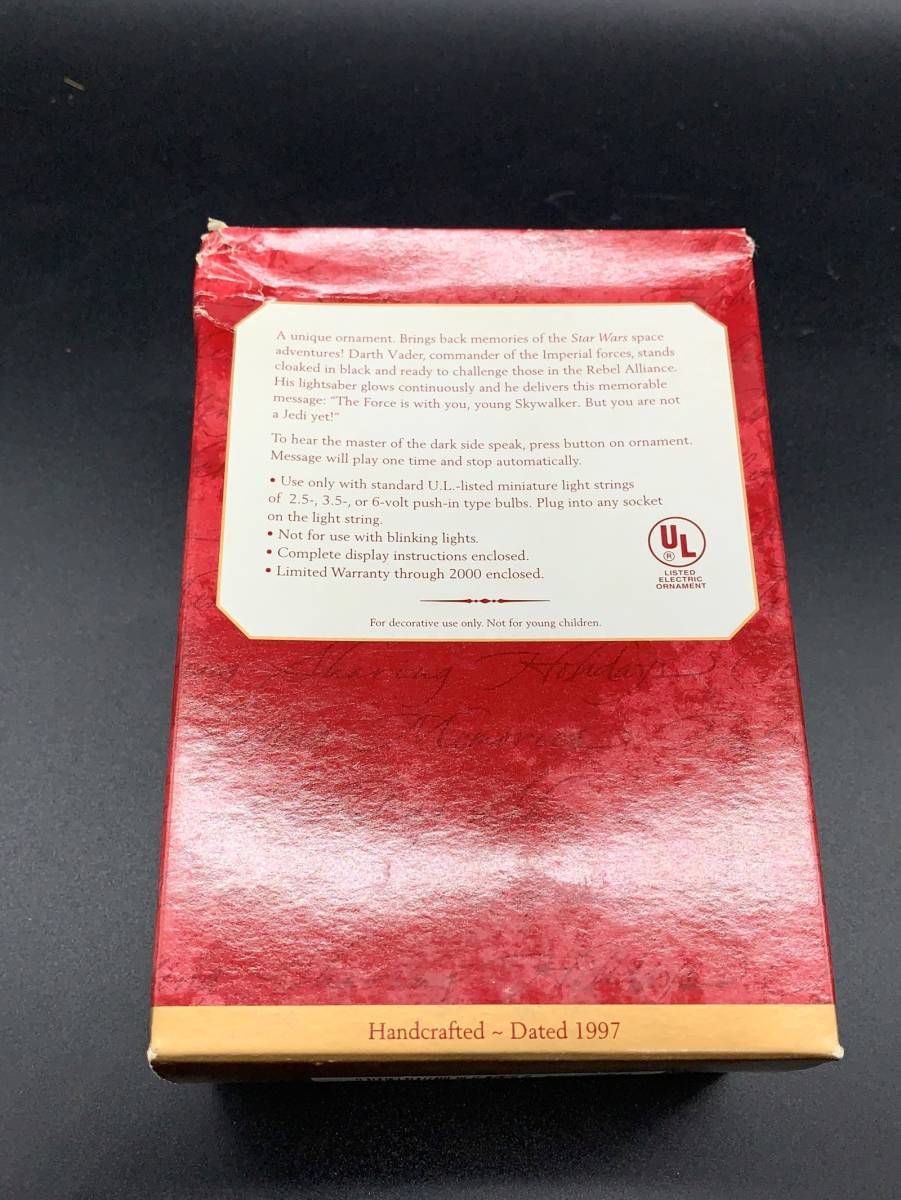 A unique ornament. Brings back memories of the Star Wars space
adventures! Darth Vader, commander of the Imperial forces, stands
cloaked in black and ready to challenge those in the Rebel Alliance.
His lightsaber glows continuously and he delivers this memorable
message: "The Force is with you, young Skywalker. But you are not
a Jedi yet!"
To hear the master of the dark side speak, press button on ornament.
Message will play one time and stop automatically.
• Use only with standard U.L.-listed miniature light strings
of 2.5-, 3.5-, or 6-volt push-in type bulbs. Plug into any socket
on the light string.
• Not for use with blinking lights.
• Complete display instructions enclosed.
• Limited Warranty through 2000 enclosed.
UL
®
LISTED
ELECTRIC
ORNAMENT
For decorative use only. Not for young children.
Sharing Holidays
Memories
Handcrafted ~ Dated 1997